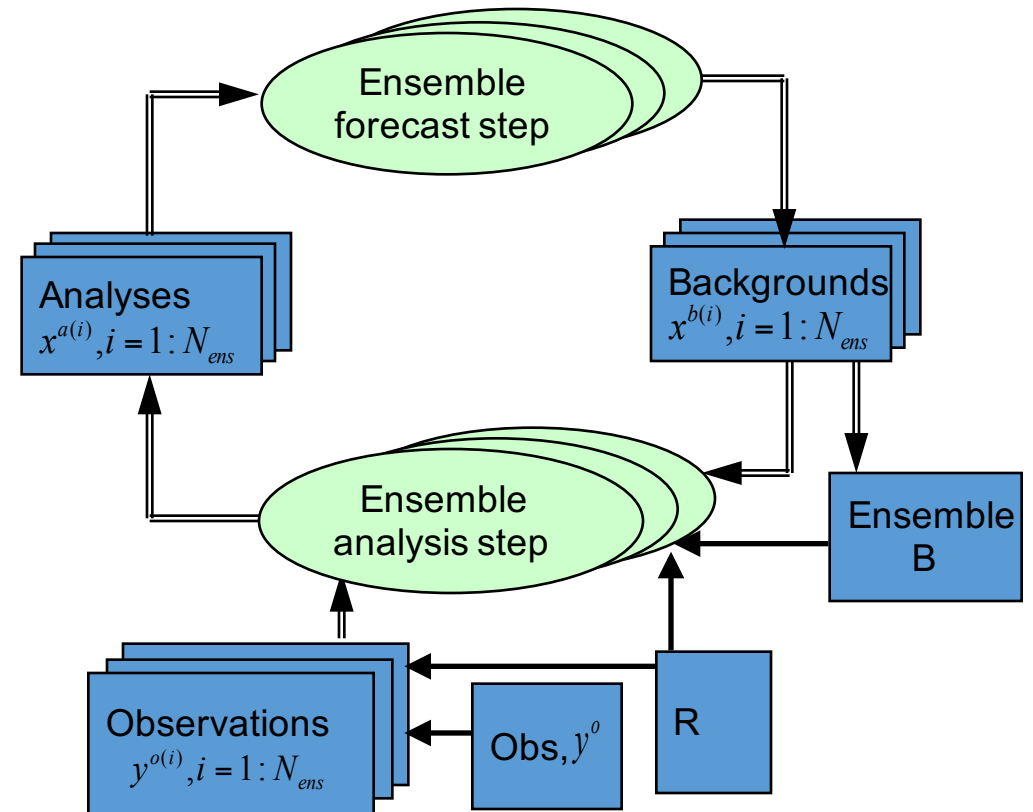 Ensemble
forecast step
Analyses
x^{a(i)}, i = 1: N_{ens}
Backgrounds
x^{b(i)}, i = 1: N_{ens}
Ensemble
analysis step
Ensemble
B
Observations
y^{o(i)}, i = 1: N_{ens}
Obs, y^{o}
R